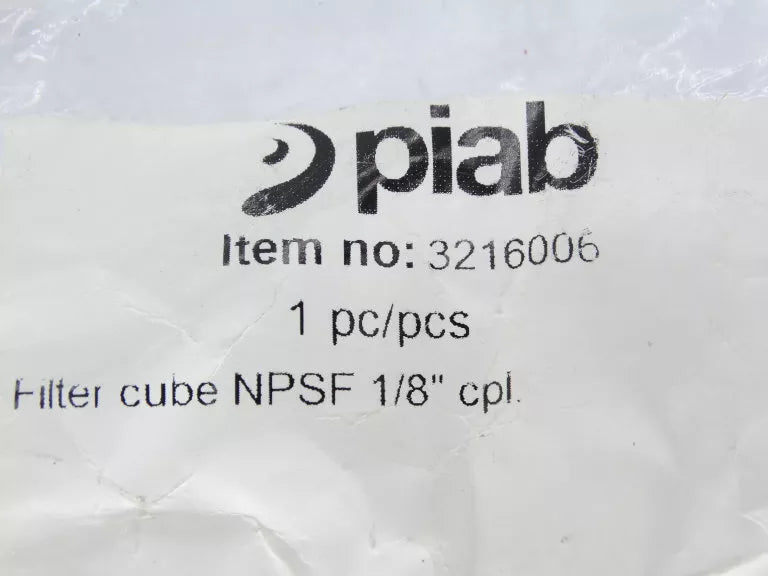 piab
Item no: 3216006
1 pc/pcs
Filter cube NPSF 1/8" cpl.